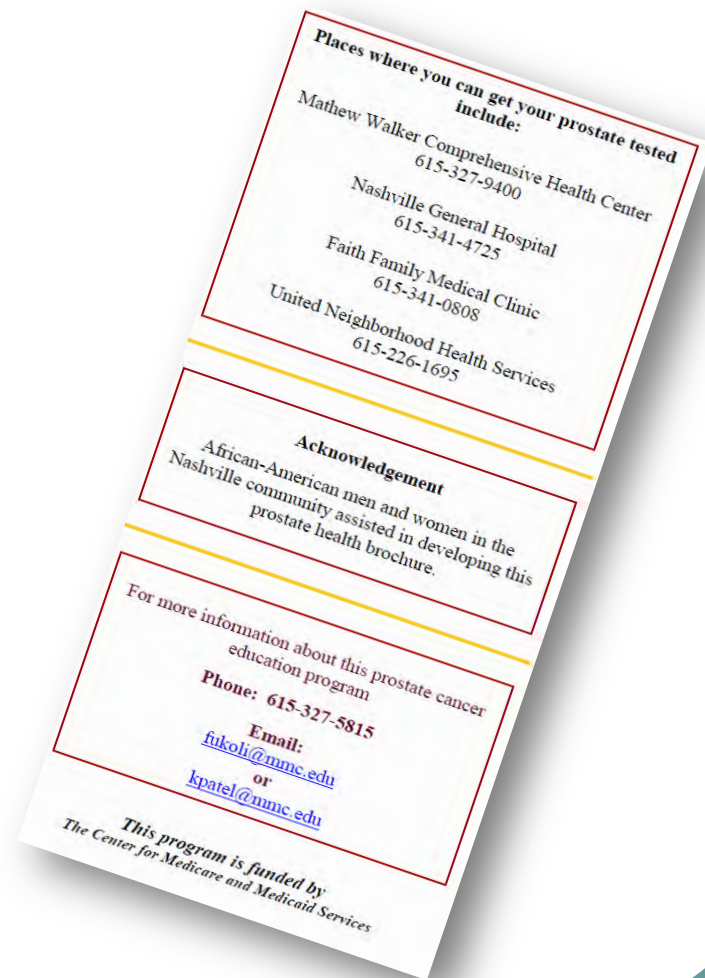 Places where you can get your prostate tested
include:
Mathew Walker Comprehensive Health Center
615-327-9400
Nashville General Hospital
615-341-4725
Faith Family Medical Clinic
615-341-0808
United Neighborhood Health Services
615-226-1695
Acknowledgement
African-American men and women in the
Nashville community assisted in developing this
prostate health brochure.
For more information about this prostate cancer
education program
Phone: 615-327-5815
Email:
fukoli@mmc.edu
or
kpatel@mmc.edu
This program is funded by
The Center for Medicare and Medicaid Services